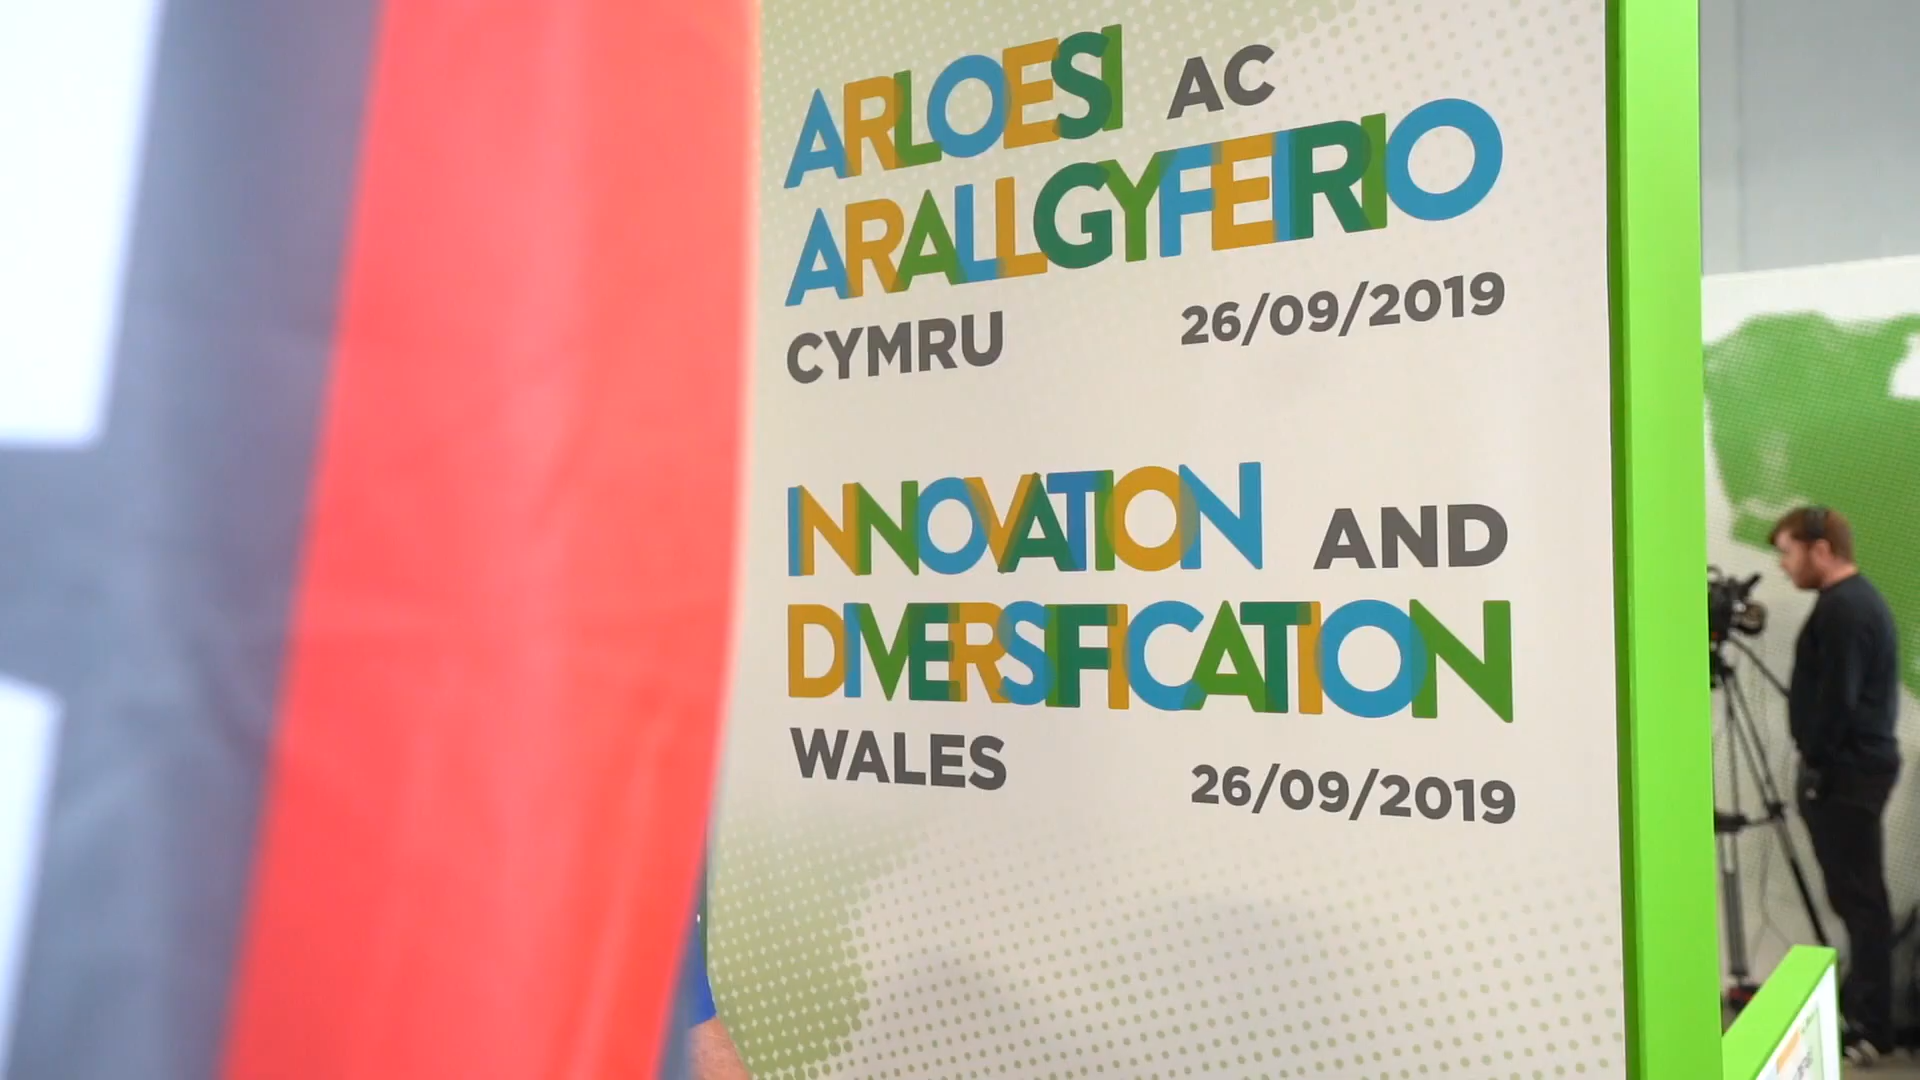 ARLOESI AC
ARALLGYFEIRIO
CYMRU 26/09/2019
INNOVATION AND
DIVERSIFICATION
WALES 26/09/2019